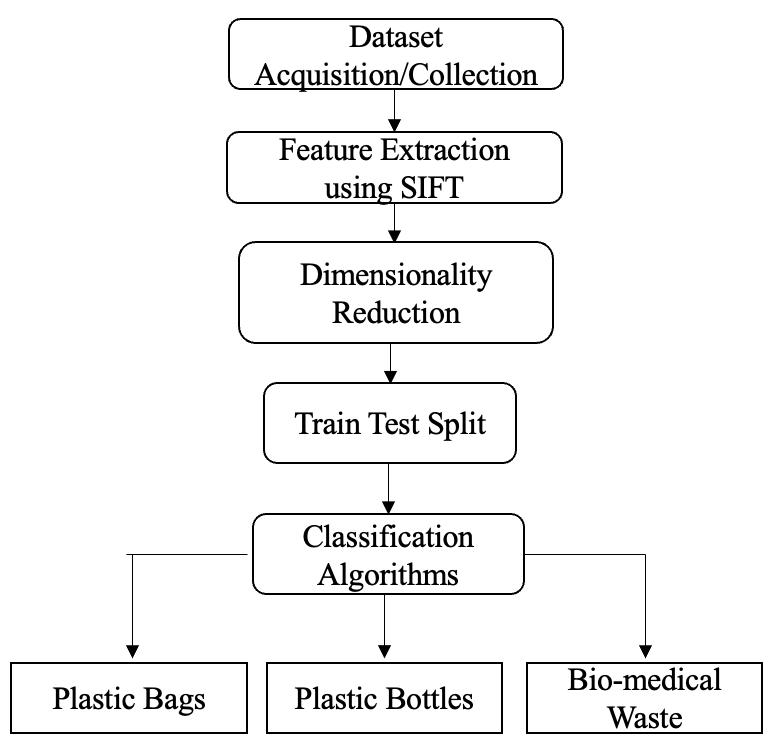 Dataset
Acquisition/Collection
Feature Extraction
using SIFT
Dimensionality
Reduction
Train Test Split
Classification
Algorithms
Plastic Bags
Plastic Bottles
Bio-medical
Waste